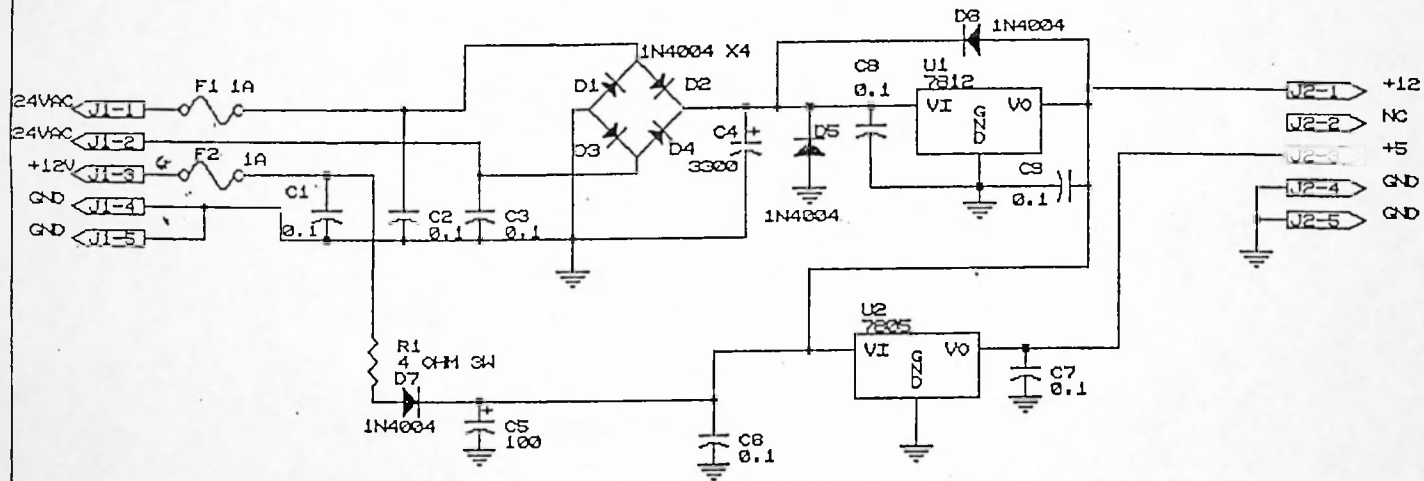 24VAC J1-1 F1 1A
24VAC J1-2
+12V J1-3 F2 1A
GND J1-4
GND J1-5
C1
0.1
C2
0.1
C3
0.1
1N4004 X4
D1 D2
D3 D4
C4 +
3300
D5
1N4004
1N4004
C8
0.1
U1
7812
VI VO
GND
C9
0.1
J2-1 +12
J2-2 NC
J2-3 +5
J2-4 GND
J2-5 GND
R1
4 OHM 3W
D7
1N4004
+
C5
100
0.1
U2
7805
VI VO
GND
C7
0.1